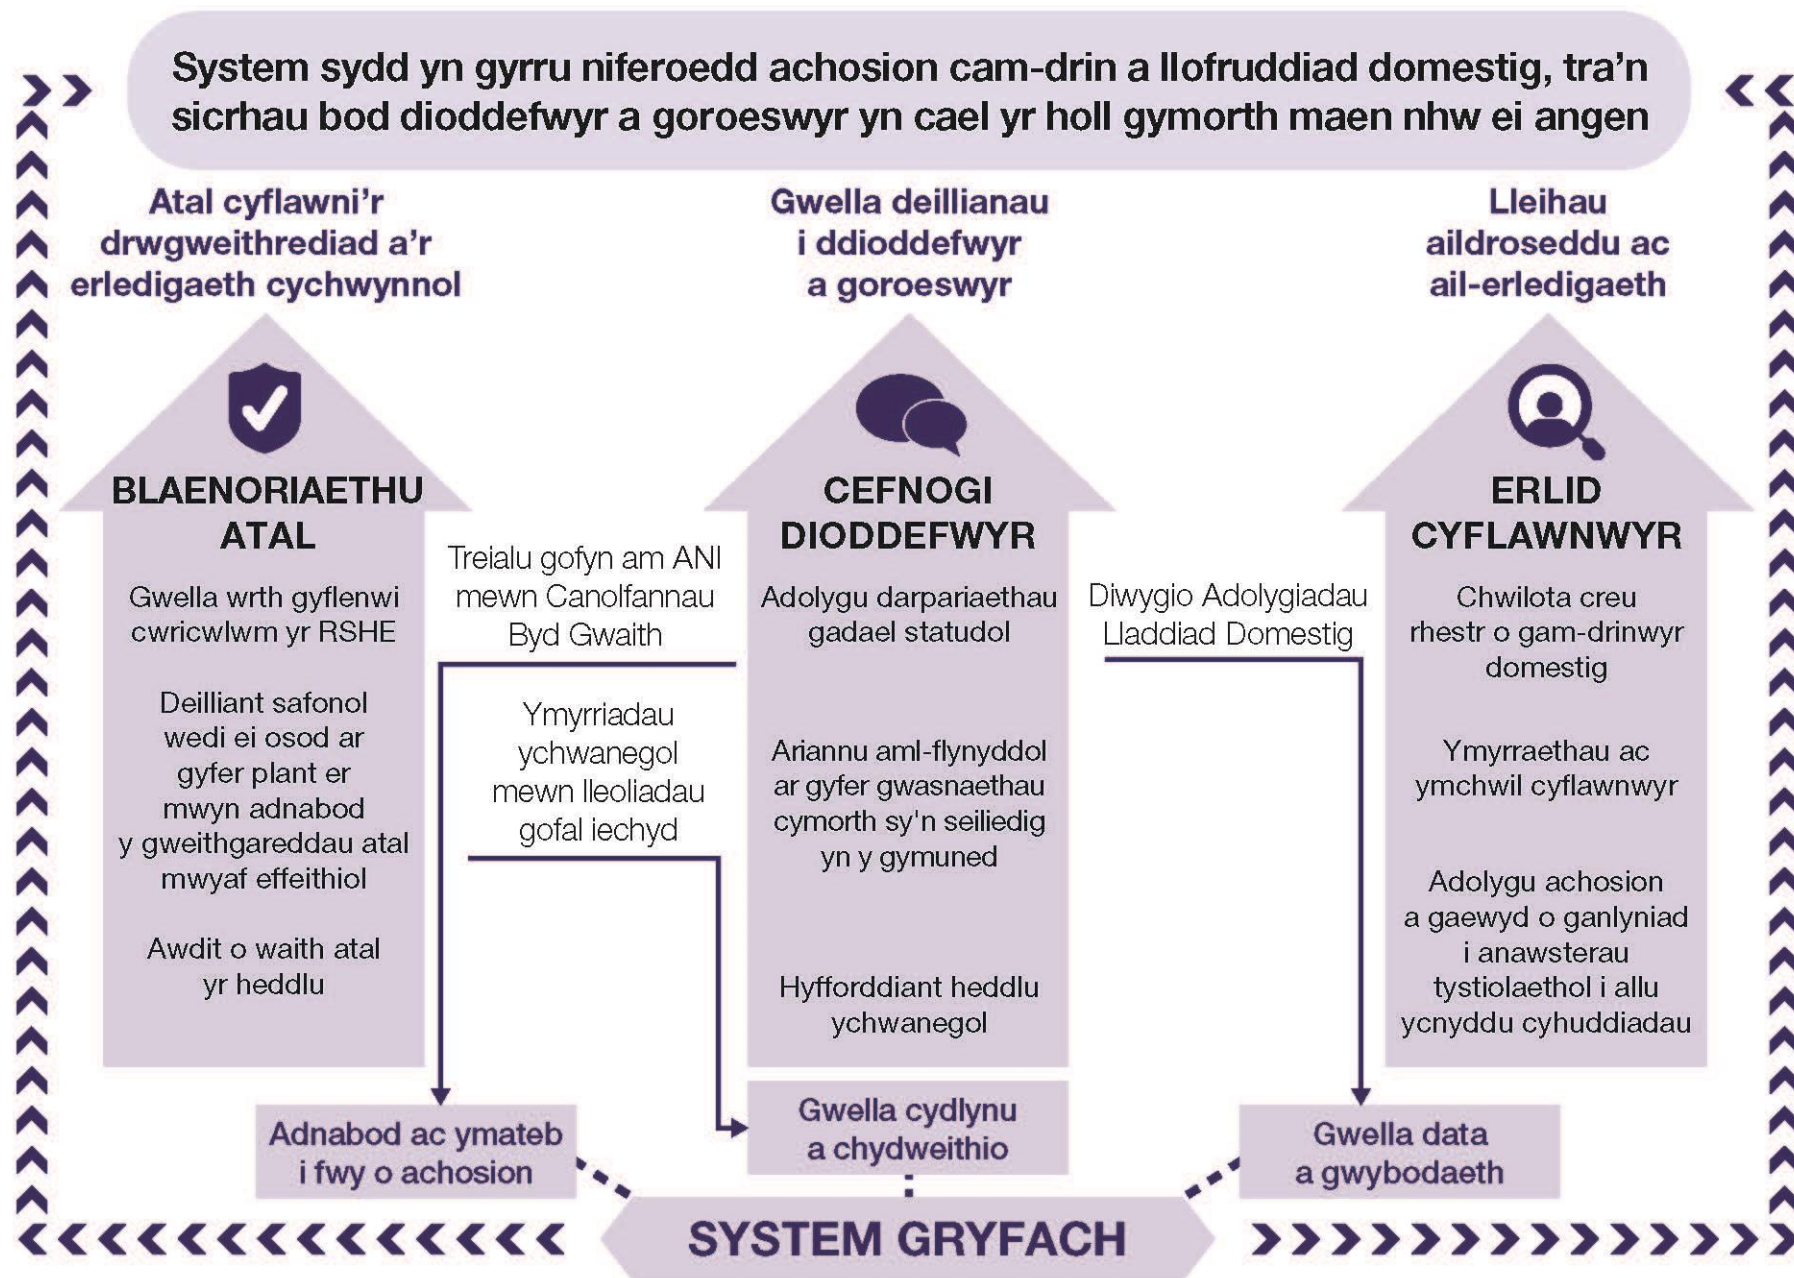 System sydd yn gyrru niferoedd achosion cam-drin a llofruddiad domestig, tra’n
sicrhau bod dioddefwyr a goroeswyr yn cael yr holl gymorth maen nhw ei angen
Atal cyflawni’r
drwgweithrediad a’r
erledigaeth cychwynnol
Gwella deillianau
i ddioddefwyr
a goroeswyr
Lleihau
aildroseddu ac
ail-erledigaeth
BLAENORIAETHU
ATAL
Gwella wrth gyflenwi
cwricwlwm yr RSHE
Deilliant safonol
wedi ei osod ar
gyfer plant er
mwyn adnabod
y gweithgareddau atal
mwyaf effeithiol
Awdit o waith atal
yr heddlu
Treialu gofyn am ANI
mewn Canolfannau
Byd Gwaith
Ymyrriadau
ychwanegol
mewn lleoliadau
gofal iechyd
CEFNOGI
DIODDEFWYR
Adolygu darpariaethau
gadael statudol
Ariannu aml-flynyddol
ar gyfer gwasnaethau
cymorth sy'n seiliedig
yn y gymuned
Hyfforddiant heddlu
ychwanegol
Diwygio Adolygiadau
Lladdiad Domestig
ERLID
CYFLAWNWYR
Chwilota creu
rhestr o gam-drinwyr
domestig
Ymyrraethau ac
ymchwil cyflawnwyr
Adolygu achosion
a gaewyd o ganlyniad
i anawsterau
tystiolaethol i allu
ycnyddu cyhuddiadau
Adnabod ac ymateb
i fwy o achosion
Gwella cydlynu
a chydweithio
Gwella data
a gwybodaeth
SYSTEM GRYFACH